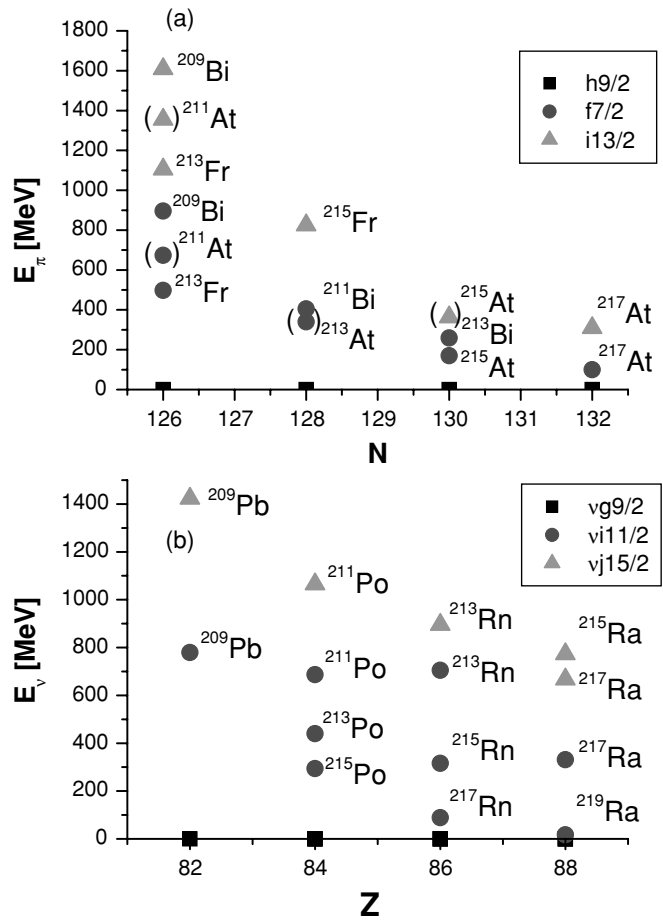 (a)
1800
1600
1400
1200
1000
800
600
400
200
0
E_π [MeV]
²⁰⁹Bi
(▲) ²¹¹At
²¹³Fr
²⁰⁹Bi
(●) ²¹¹At
²¹³Fr
²¹⁵Fr
²¹¹Bi
(●) ²¹³At
(▲) ²¹⁵At
²¹³Bi
²¹⁵At
²¹⁷At
²¹⁷At
■ h9/2
● f7/2
▲ i13/2
126 127 128 129 130 131 132
N
(b)
1400
1200
1000
800
600
400
200
0
E_ν [MeV]
²⁰⁹Pb
²⁰⁹Pb
²¹¹Po
²¹¹Po
²¹³Po
²¹⁵Po
²¹³Rn
²¹³Rn
²¹⁵Rn
²¹⁷Rn
²¹⁵Ra
²¹⁷Ra
²¹⁷Ra
²¹⁹Ra
■ νg9/2
● νi11/2
▲ νj15/2
82 84 86 88
Z